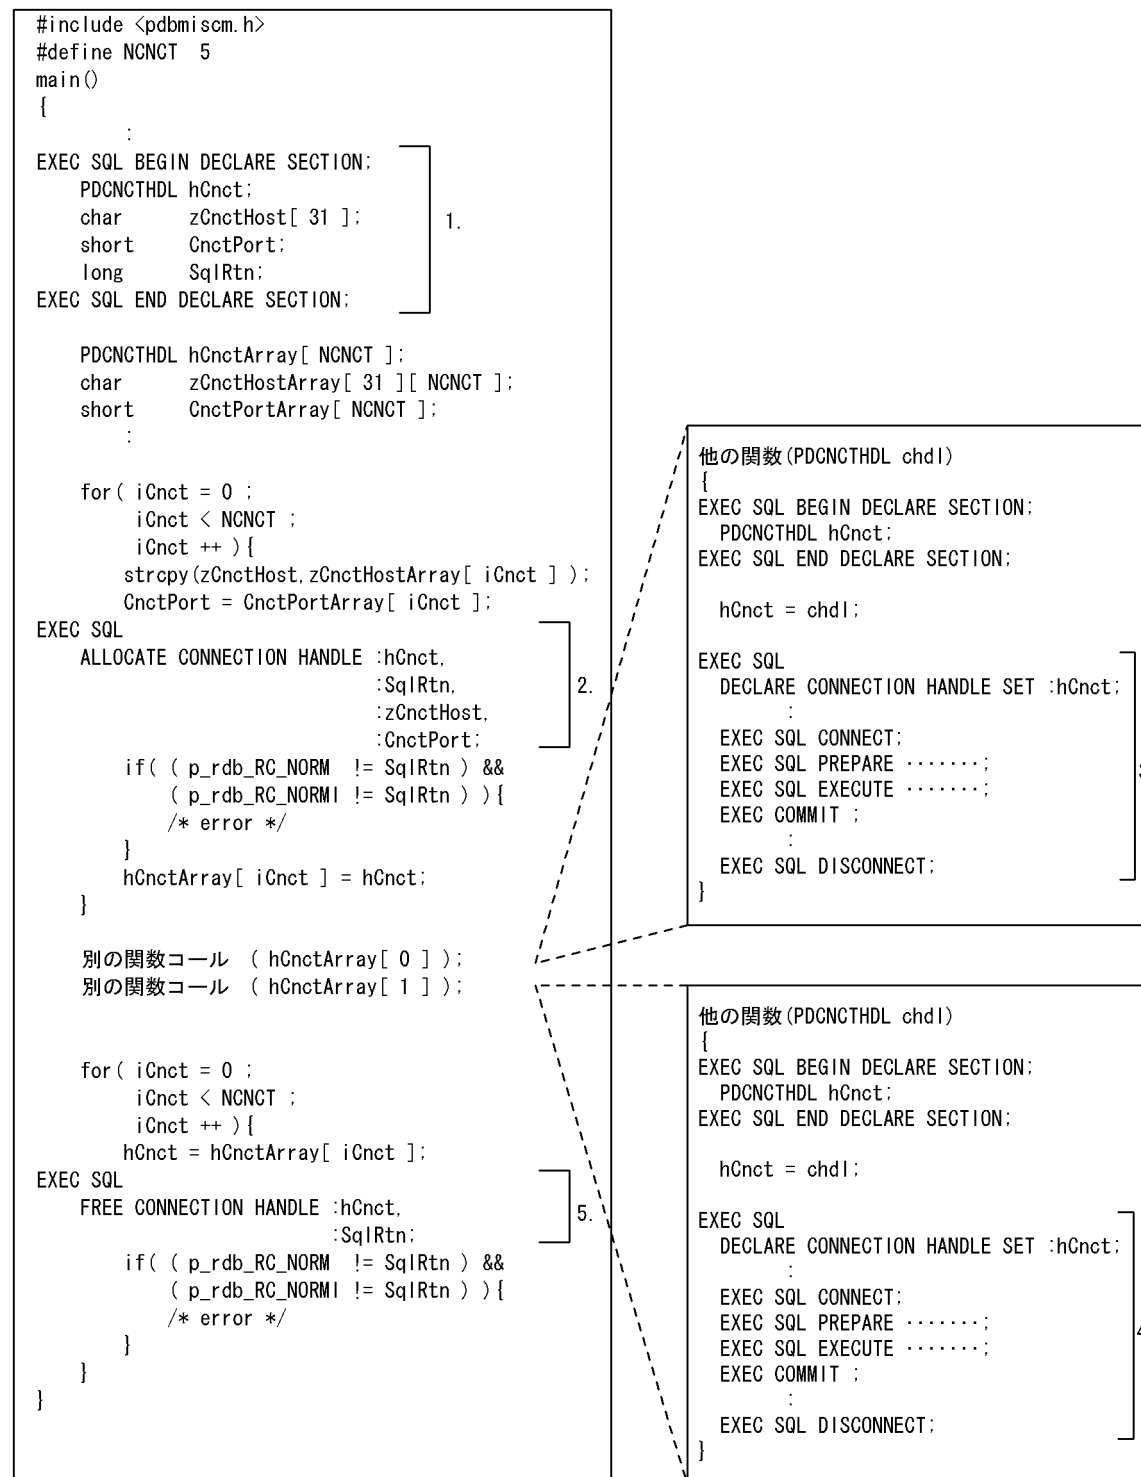 #include <pdbmiscm.h>
#define NCNCT  5
main()
{
:
EXEC SQL BEGIN DECLARE SECTION;
PDCNCTHDL hCnct;
char      zCnctHost[ 31 ];
short     CnctPort;
long      SqlRtn;
EXEC SQL END DECLARE SECTION;
1.
PDCNCTHDL hCnctArray[ NCNCT ];
char      zCnctHostArray[ 31 ][ NCNCT ];
short     CnctPortArray[ NCNCT ];
:
for( iCnct = 0 ;
iCnct < NCNCT ;
iCnct ++ ){
strcpy(zCnctHost,zCnctHostArray[ iCnct ] );
CnctPort = CnctPortArray[ iCnct ];
EXEC SQL
ALLOCATE CONNECTION HANDLE :hCnct,
:SqlRtn,
:zCnctHost,
:CnctPort;
2.
if( ( p_rdb_RC_NORM  != SqlRtn ) &&
( p_rdb_RC_NORMI != SqlRtn ) ){
/* error */
}
hCnctArray[ iCnct ] = hCnct;
}
別の関数コール  ( hCnctArray[ 0 ] );
別の関数コール  ( hCnctArray[ 1 ] );
for( iCnct = 0 ;
iCnct < NCNCT ;
iCnct ++ ){
hCnct = hCnctArray[ iCnct ];
EXEC SQL
FREE CONNECTION HANDLE :hCnct,
:SqlRtn;
5.
if( ( p_rdb_RC_NORM  != SqlRtn ) &&
( p_rdb_RC_NORMI != SqlRtn ) ){
/* error */
}
}
}
他の関数(PDCNCTHDL chdl)
{
EXEC SQL BEGIN DECLARE SECTION;
PDCNCTHDL hCnct;
EXEC SQL END DECLARE SECTION;
hCnct = chdl;
EXEC SQL
DECLARE CONNECTION HANDLE SET :hCnct;
:
EXEC SQL CONNECT;
EXEC SQL PREPARE ·······;
EXEC SQL EXECUTE ·······;
EXEC COMMIT ;
:
EXEC SQL DISCONNECT;
}
他の関数(PDCNCTHDL chdl)
{
EXEC SQL BEGIN DECLARE SECTION;
PDCNCTHDL hCnct;
EXEC SQL END DECLARE SECTION;
hCnct = chdl;
EXEC SQL
DECLARE CONNECTION HANDLE SET :hCnct;
:
EXEC SQL CONNECT;
EXEC SQL PREPARE ·······;
EXEC SQL EXECUTE ·······;
EXEC COMMIT ;
:
EXEC SQL DISCONNECT;
}